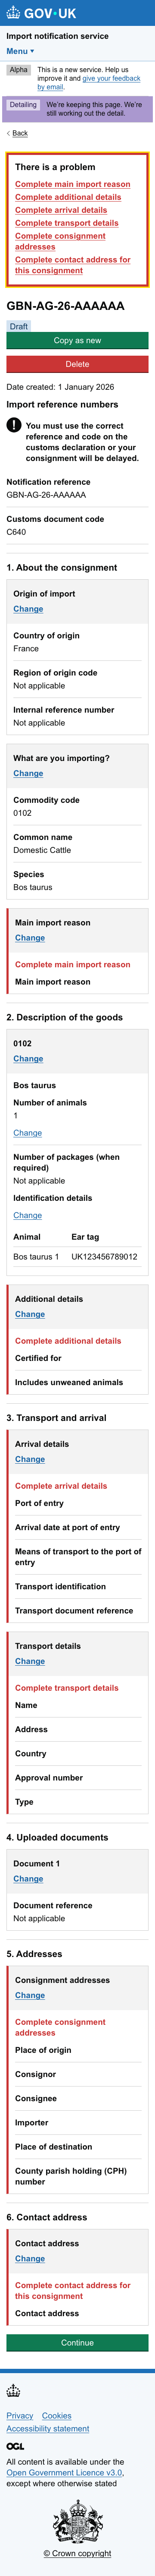 GOV.UK
Import notification service
Menu
Alpha
This is a new service. Help us
improve it and give your feedback
by email.
Detailing
We're keeping this page. We're
still working out the detail.
Back
There is a problem
Complete main import reason
Complete additional details
Complete arrival details
Complete transport details
Complete consignment
addresses
Complete contact address for
this consignment
GBN-AG-26-AAAAAA
Draft
Copy as new
Delete
Date created: 1 January 2026
Import reference numbers
! You must use the correct
reference and code on the
customs declaration or your
consignment will be delayed.
Notification reference
GBN-AG-26-AAAAAA
Customs document code
C640
1. About the consignment
Origin of import
Change
Country of origin
France
Region of origin code
Not applicable
Internal reference number
Not applicable
What are you importing?
Change
Commodity code
0102
Common name
Domestic Cattle
Species
Bos taurus
Main import reason
Change
Complete main import reason
Main import reason
2. Description of the goods
0102
Change
Bos taurus
Number of animals
1
Change
Number of packages (when
required)
Not applicable
Identification details
Change
Animal Ear tag
Bos taurus 1 UK123456789012
Additional details
Change
Complete additional details
Certified for
Includes unweaned animals
3. Transport and arrival
Arrival details
Change
Complete arrival details
Port of entry
Arrival date at port of entry
Means of transport to the port of
entry
Transport identification
Transport document reference
Transport details
Change
Complete transport details
Name
Address
Country
Approval number
Type
4. Uploaded documents
Document 1
Change
Document reference
Not applicable
5. Addresses
Consignment addresses
Change
Complete consignment
addresses
Place of origin
Consignor
Consignee
Importer
Place of destination
County parish holding (CPH)
number
6. Contact address
Contact address
Change
Complete contact address for
this consignment
Contact address
Continue
Privacy Cookies
Accessibility statement
OGL
All content is available under the
Open Government Licence v3.0,
except where otherwise stated
© Crown copyright